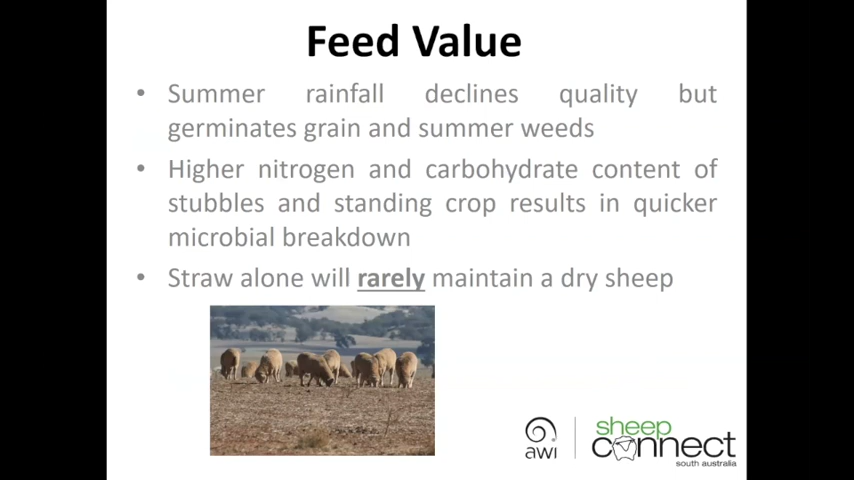 Feed Value
• Summer rainfall declines quality but
germinates grain and summer weeds
• Higher nitrogen and carbohydrate content of
stubbles and standing crop results in quicker
microbial breakdown
• Straw alone will rarely maintain a dry sheep
awi
sheep
connect
south australia